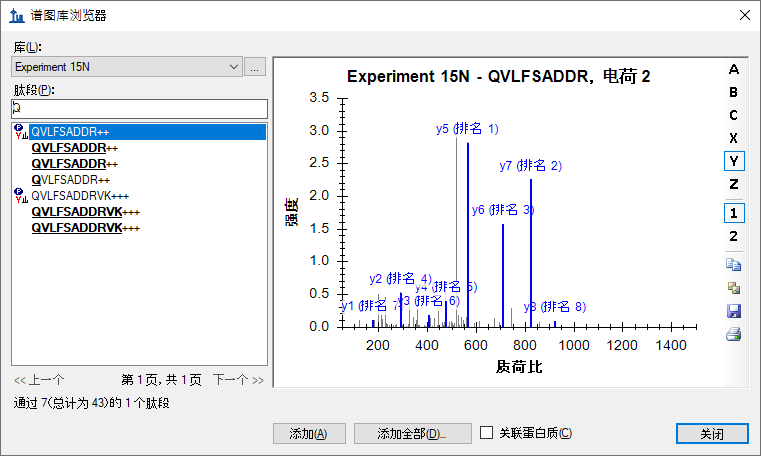 谱图库浏览器
库(L):
Experiment 15N
...
肽段(P):
Q
QVLFSADDR++
QVLFSADDR++
QVLFSADDR++
QVLFSADDR++
QVLFSADDRVK+++
QVLFSADDRVK+++
QVLFSADDRVK+++
<< 上一个
第 1 页, 共 1 页
下一个 >>
通过 7(总计为 43)的 1 个肽段
Experiment 15N - QVLFSADDR, 电荷 2
强度
3.5
3.0
2.5
2.0
1.5
1.0
0.5
0.0
y5 (排名 1)
y7 (排名 2)
y6 (排名 3)
y2 (排名 4)
y4 (排名 5)
y3 (排名 6)
y1 (排名 7)
y8 (排名 8)
200
400
600
800
1000
1200
1400
质荷比
A
B
C
X
Y
Z
1
2
添加(A)
添加全部(D)...
关联蛋白质(C)
关闭